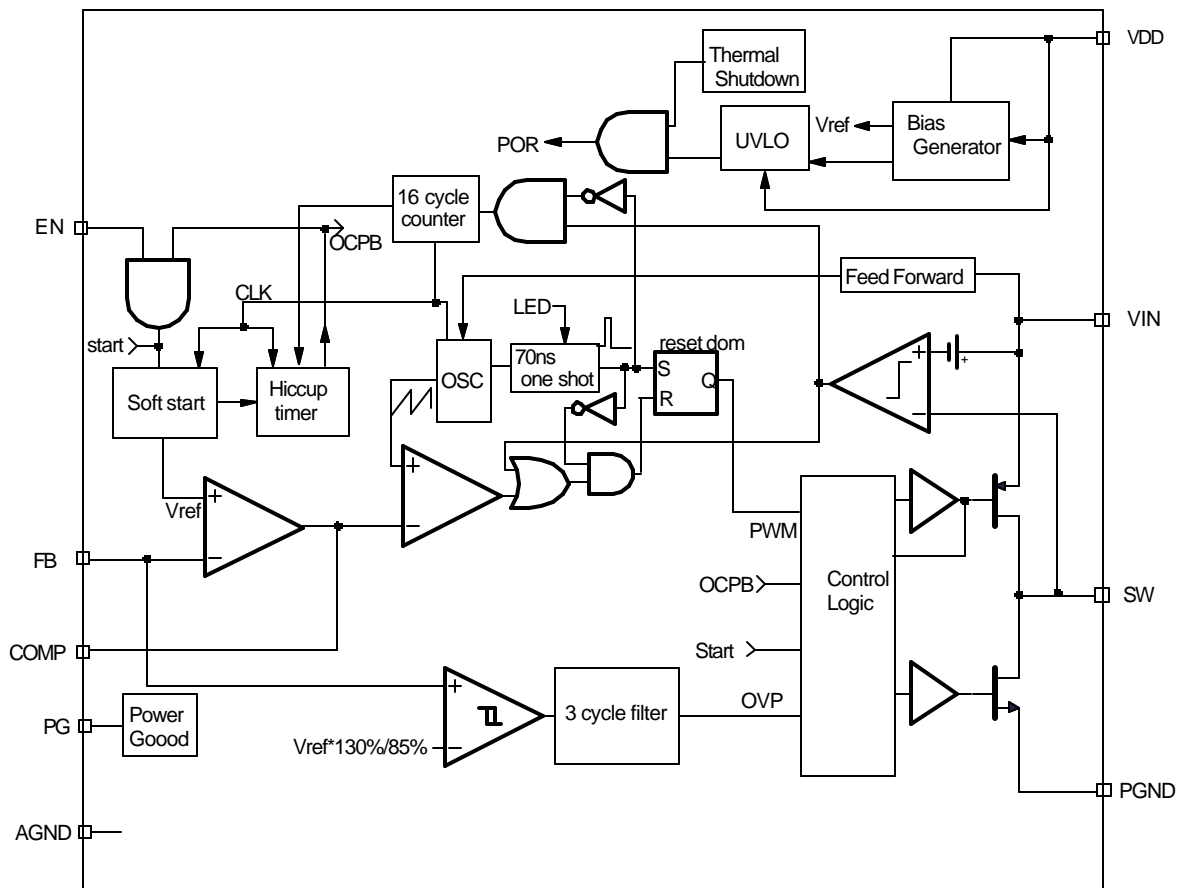 VDD
Thermal
Shutdown
Vref
Bias
Generator
UVLO
POR
16 cycle
counter
EN
OCPB
Feed Forward
CLK
LED
VIN
start
reset dom
70ns
one shot
S
Q
R
OSC
Soft start
Hiccup
timer
+
+
−
+
+
Vref
−
−
PWM
FB
Control
Logic
OCPB
SW
COMP
Start
+
OVP
3 cycle filter
PG
Power
Goood
Vref*130%/85%
−
PGND
AGND